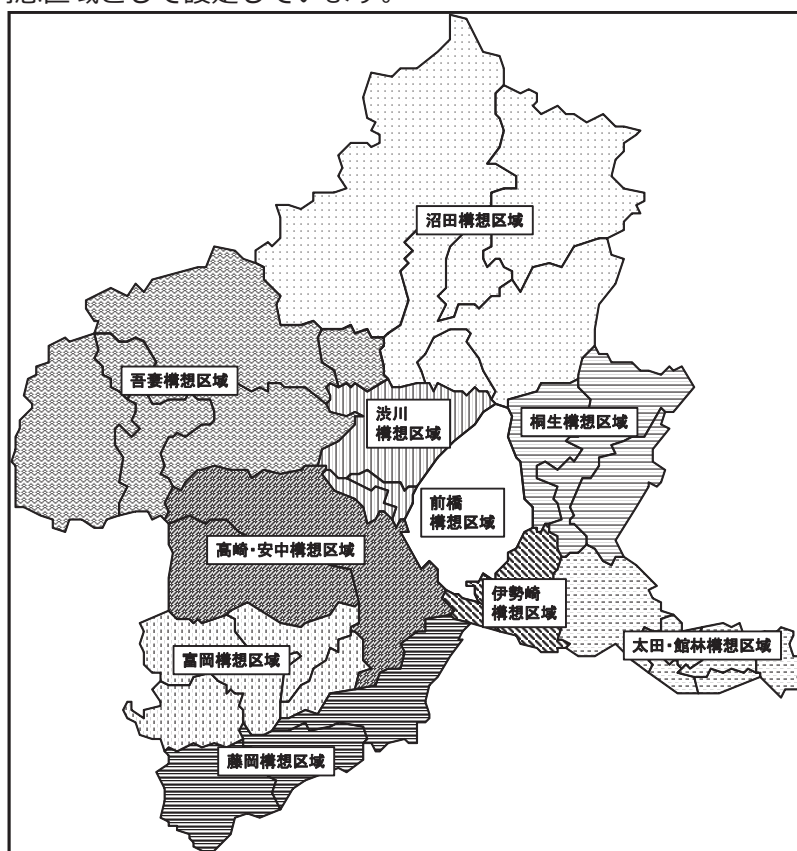 想区域として設定しています。
沼田構想区域
吾妻構想区域
渋川
構想区域
桐生構想区域
前橋
構想区域
高崎・安中構想区域
伊勢崎
構想区域
太田・館林構想区域
富岡構想区域
藤岡構想区域